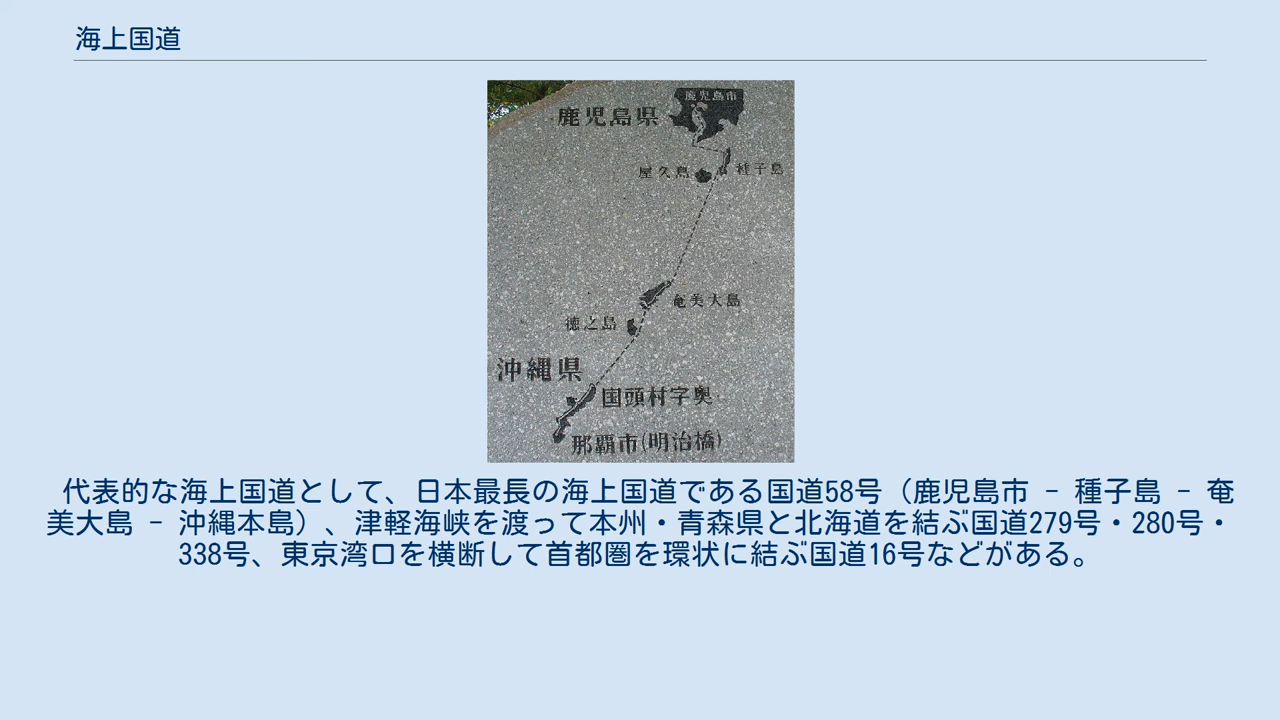 海上国道
鹿児島市
鹿児島県
屋久島
種子島
奄美大島
徳之島
沖縄県
国頭村字奥
那覇市(明治橋)
代表的な海上国道として、日本最長の海上国道である国道58号（鹿児島市 - 種子島 - 奄
美大島 - 沖縄本島）、津軽海峡を渡って本州・青森県と北海道を結ぶ国道279号・280号・
338号、東京湾口を横断して首都圏を環状に結ぶ国道16号などがある。